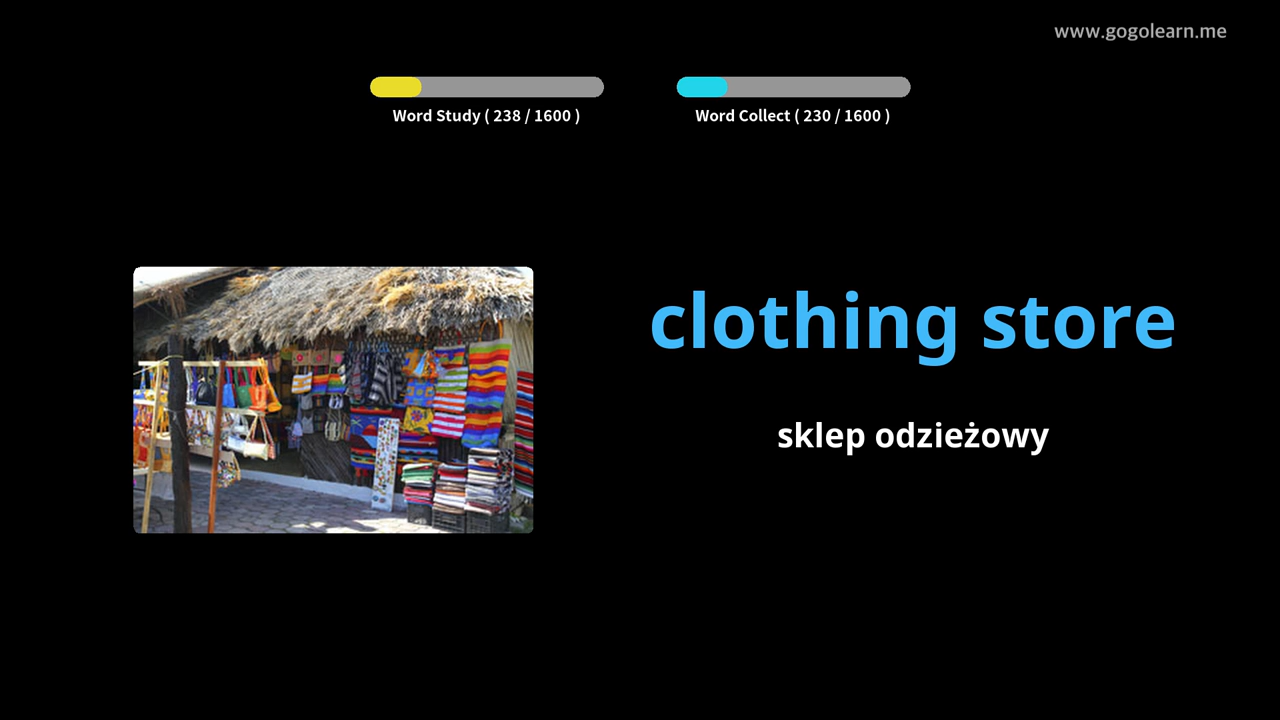 www.gogolearn.me
Word Study ( 238 / 1600 )
Word Collect ( 230 / 1600 )
clothing store
sklep odzieżowy